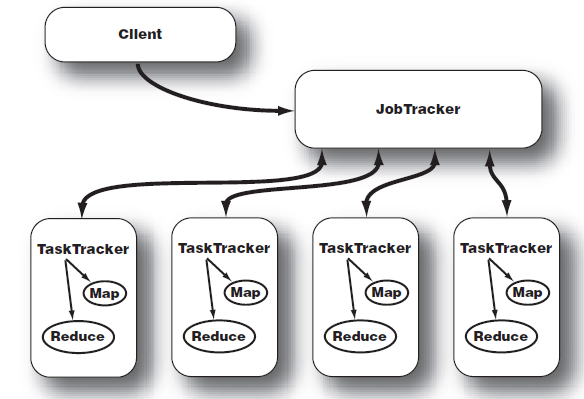 Client
JobTracker
TaskTracker TaskTracker TaskTracker TaskTracker
Map Map Map Map
Reduce Reduce Reduce Reduce